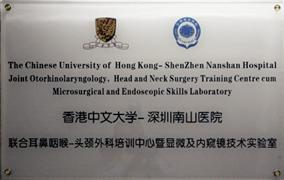 The Chinese University of Hong Kong- ShenZhen Nanshan Hospital
Joint Otorhinolaryngology, Head and Neck Surgery Training Centre cum
Microsurgical and Endoscopic Skills Laboratory
香港中文大学-深圳南山医院
联合耳鼻咽喉-头颈外科培训中心暨显微及内窥镜技术实验室